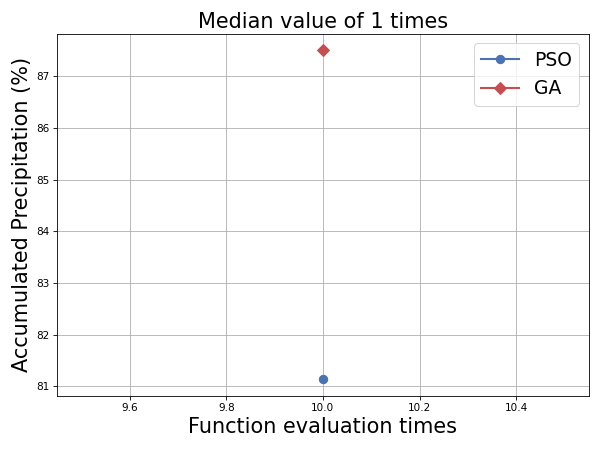 Median value of 1 times
PSO
GA
Accumulated Precipitation (%)
87
86
85
84
83
82
81
9.6 9.8 10.0 10.2 10.4
Function evaluation times